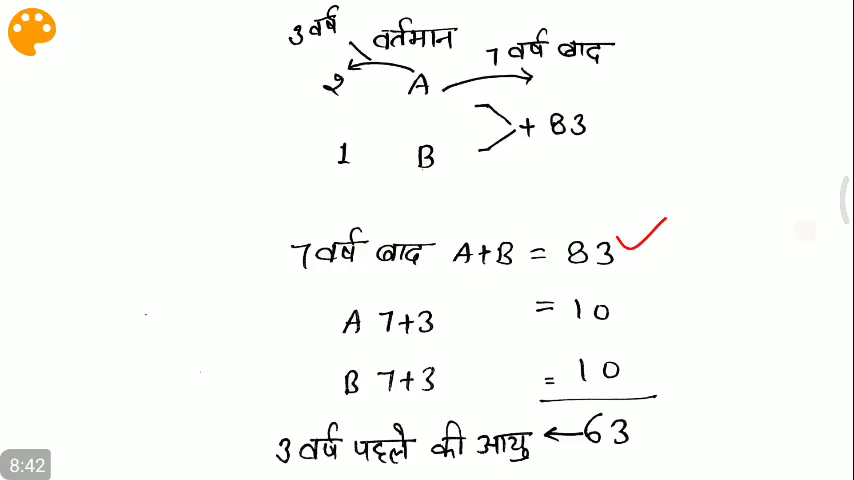 3 वर्ष वर्तमान 7 वर्ष बाद
२ A
+ 83
1 B
7 वर्ष बाद A+B = 83
A 7+3 = 10
B 7+3 = 10
3 वर्ष पहले की आयु ← 63
8:42